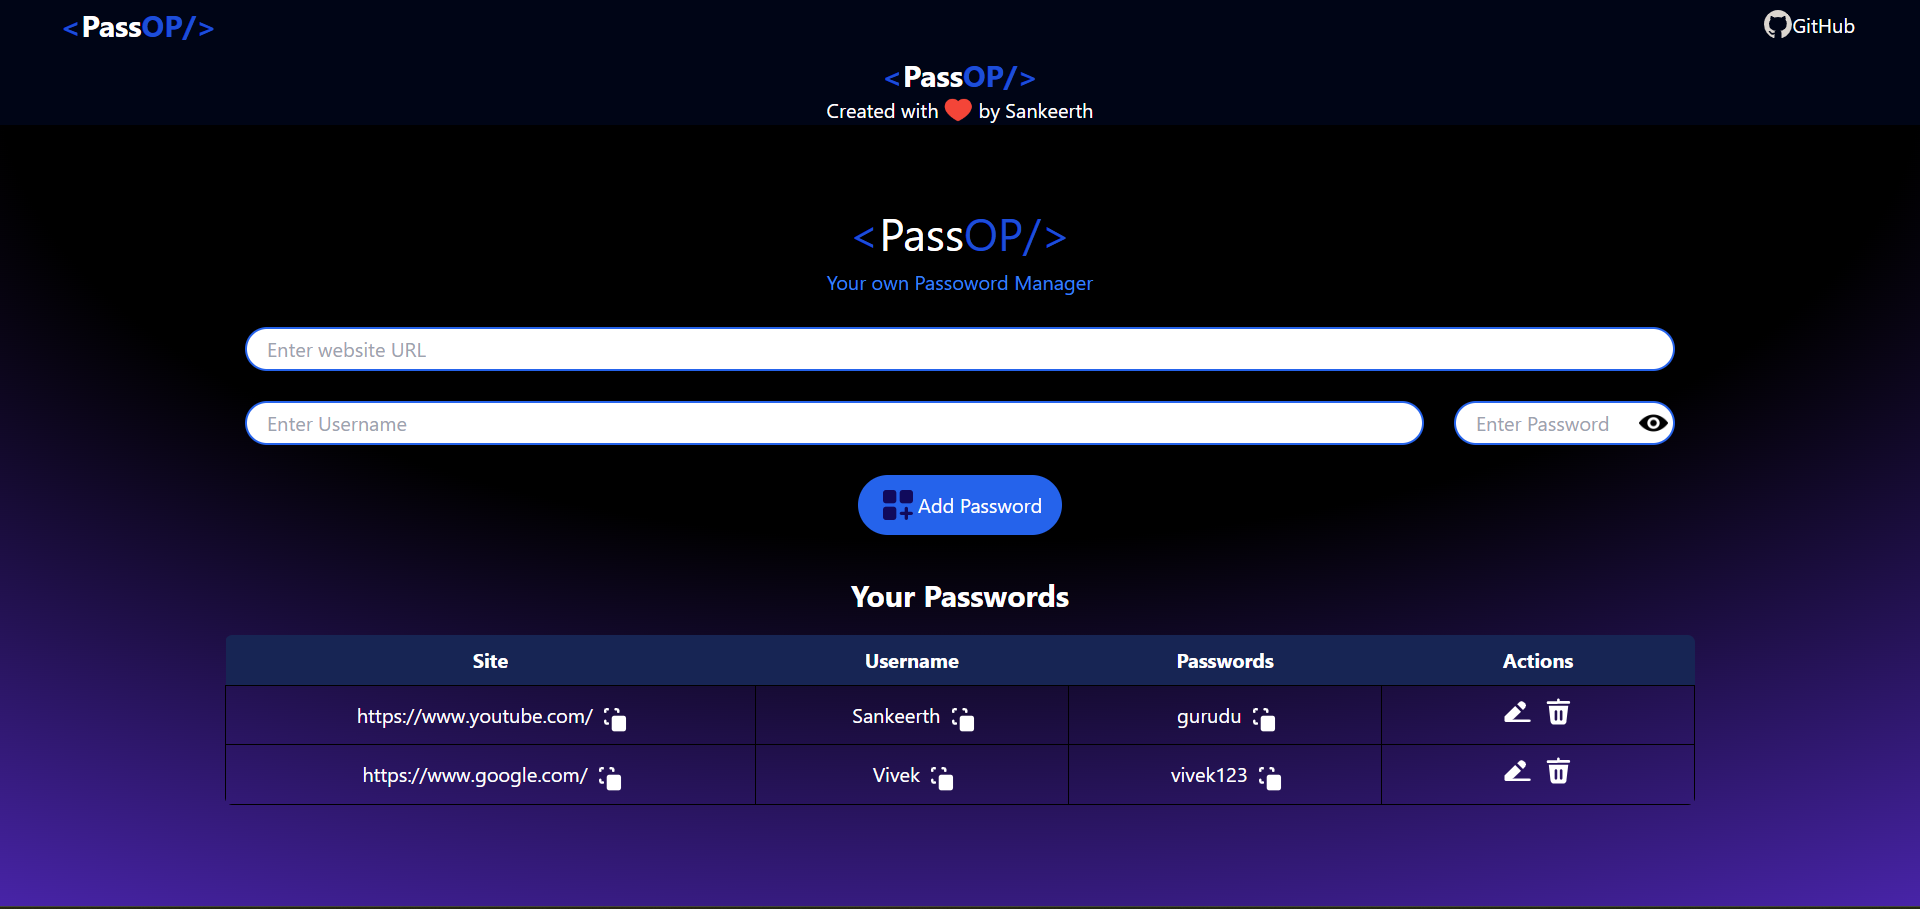 <PassOP/>
GitHub
<PassOP/>
Created with ❤️ by Sankeerth
<PassOP/>
Your own Passoword Manager
Enter website URL
Enter Username
Enter Password
Add Password
Your Passwords
Site Username Passwords Actions
https://www.youtube.com/ Sankeerth gurudu
https://www.google.com/ Vivek vivek123